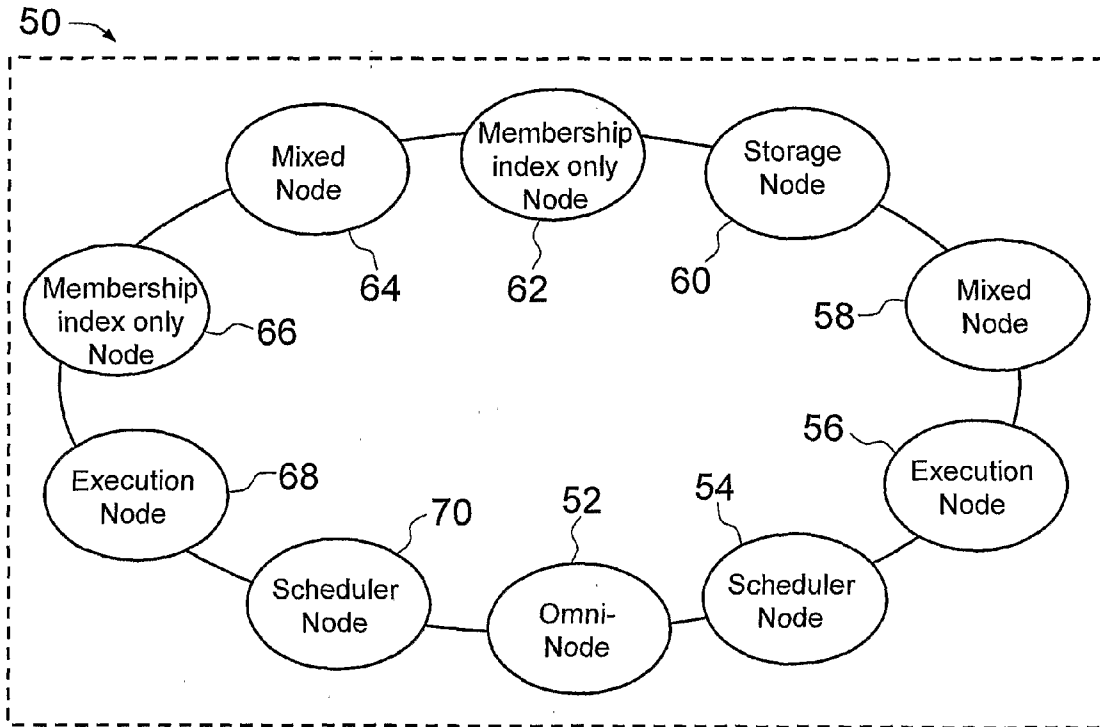 50
Mixed
Node
64
Membership
index only
Node
62
Storage
Node
60
Mixed
Node
58
Membership
index only
Node
66
Execution
Node
56
Execution
Node
68
Scheduler
Node
70
Omni-
Node
52
Scheduler
Node
54